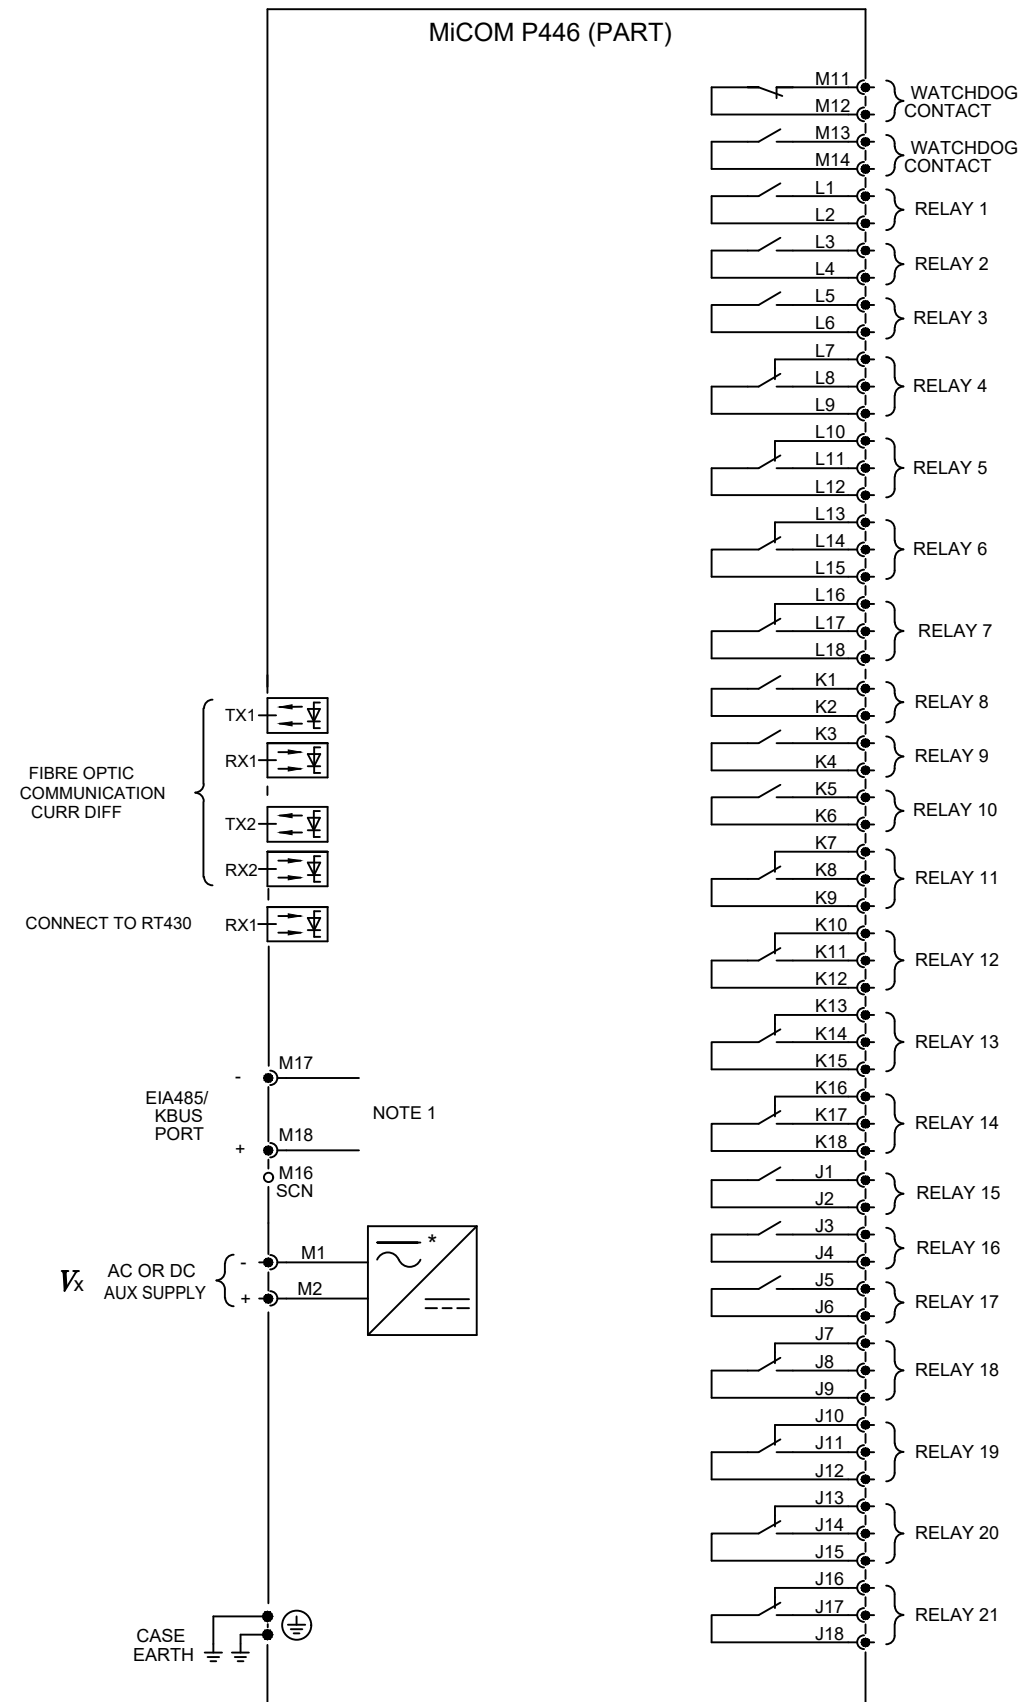 MiCOM P446 (PART)
M11
M12
WATCHDOG
CONTACT
M13
M14
WATCHDOG
CONTACT
L1
L2
RELAY 1
L3
L4
RELAY 2
L5
L6
RELAY 3
L7
L8
L9
RELAY 4
L10
L11
L12
RELAY 5
L13
L14
L15
RELAY 6
L16
L17
L18
RELAY 7
K1
K2
RELAY 8
K3
K4
RELAY 9
K5
K6
RELAY 10
K7
K8
K9
RELAY 11
K10
K11
K12
RELAY 12
K13
K14
K15
RELAY 13
K16
K17
K18
RELAY 14
J1
J2
RELAY 15
J3
J4
RELAY 16
J5
J6
RELAY 17
J7
J8
J9
RELAY 18
J10
J11
J12
RELAY 19
J13
J14
J15
RELAY 20
J16
J17
J18
RELAY 21
FIBRE OPTIC
COMMUNICATION
CURR DIFF
TX1
RX1
TX2
RX2
CONNECT TO RT430
RX1
EIA485/
KBUS
PORT
-
M17
NOTE 1
+
M18
M16
SCN
Vx
AC OR DC
AUX SUPPLY
-
M1
+
M2
*
CASE
EARTH